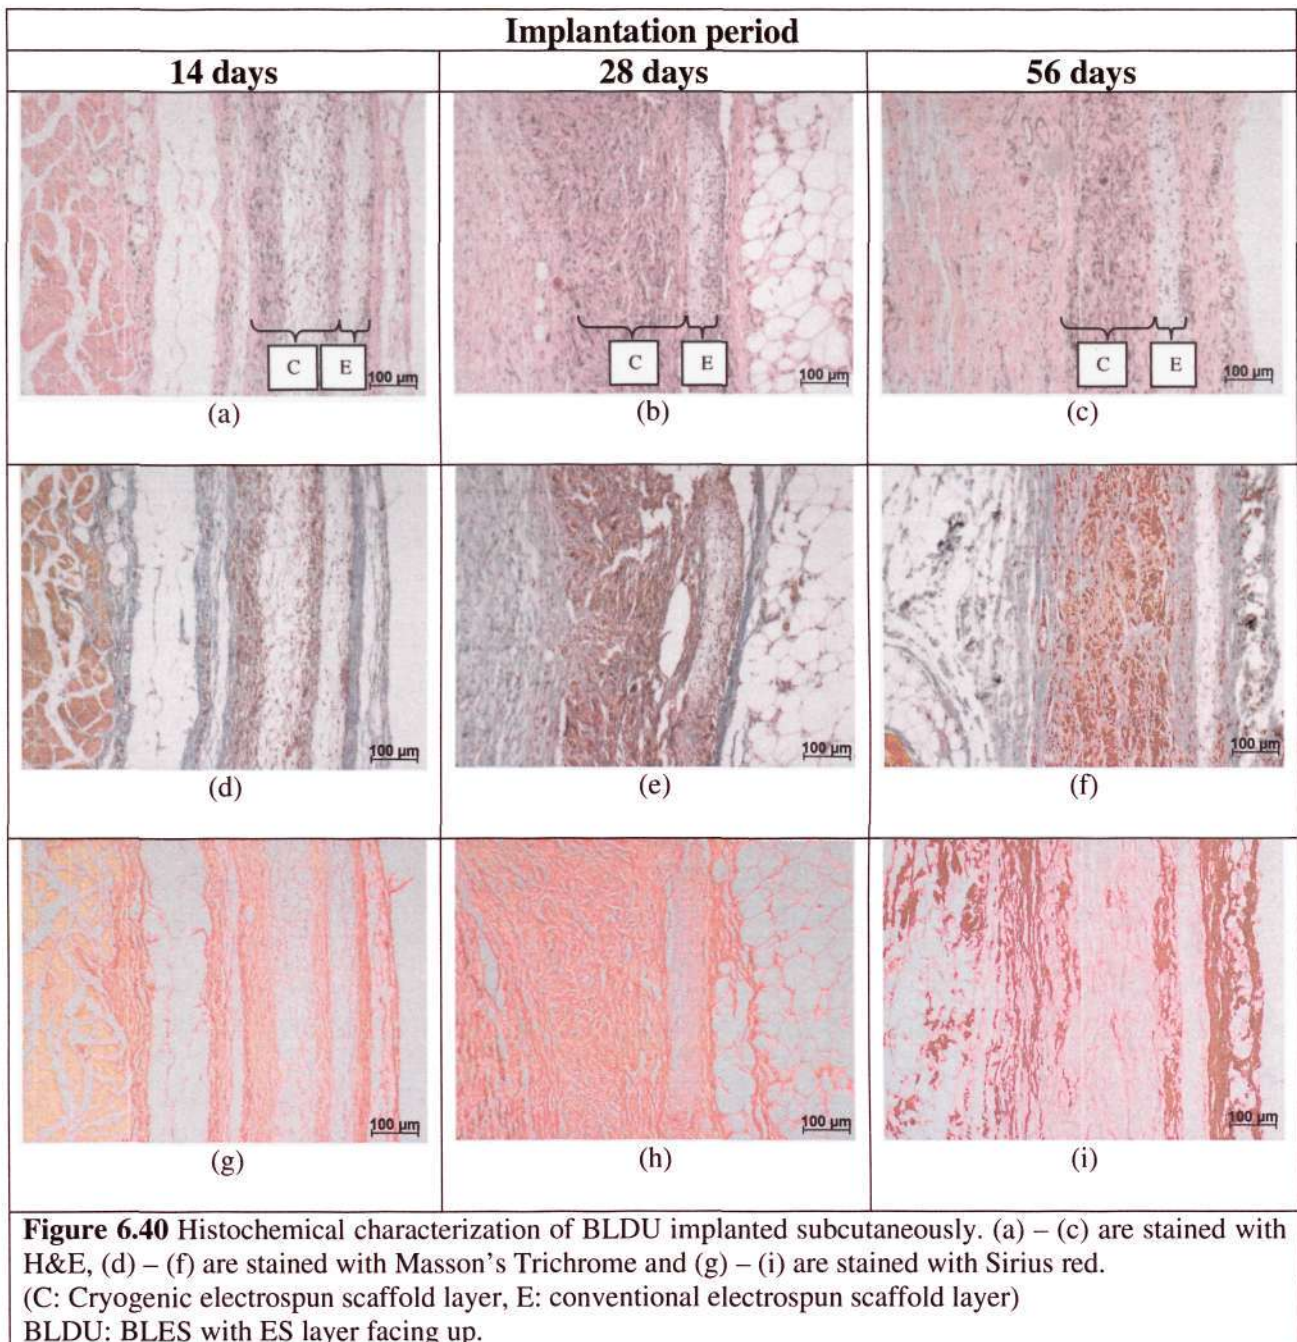 Implantation period
14 days 28 days 56 days
C E 100 µm
C E 100 µm
C E 100 µm
(a) (b) (c)
100 µm 100 µm 100 µm
(d) (e) (f)
100 µm 100 µm 100 µm
(g) (h) (i)
Figure 6.40 Histochemical characterization of BLDU implanted subcutaneously. (a) – (c) are stained with
H&E, (d) – (f) are stained with Masson's Trichrome and (g) – (i) are stained with Sirius red.
(C: Cryogenic electrospun scaffold layer, E: conventional electrospun scaffold layer)
BLDU: BLES with ES layer facing up.